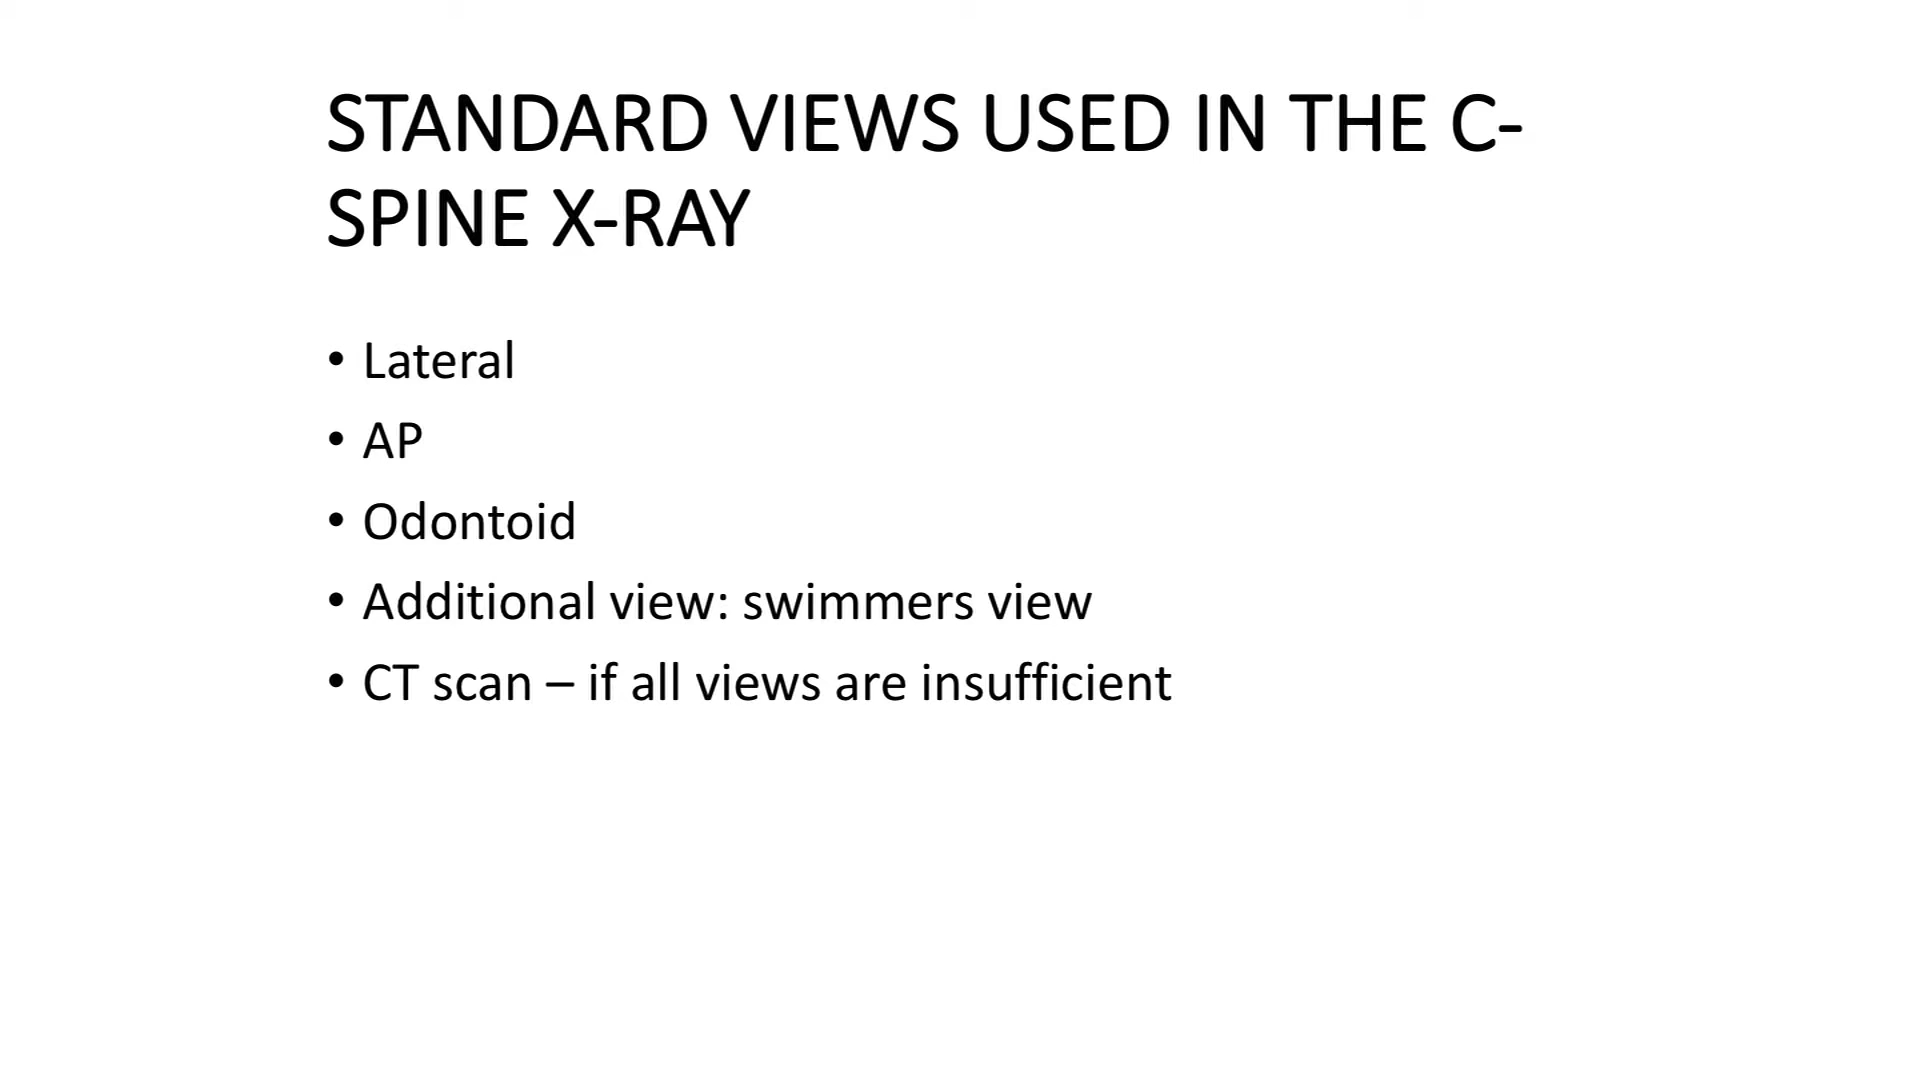 STANDARD VIEWS USED IN THE C-
SPINE X-RAY
• Lateral
• AP
• Odontoid
• Additional view: swimmers view
• CT scan – if all views are insufficient